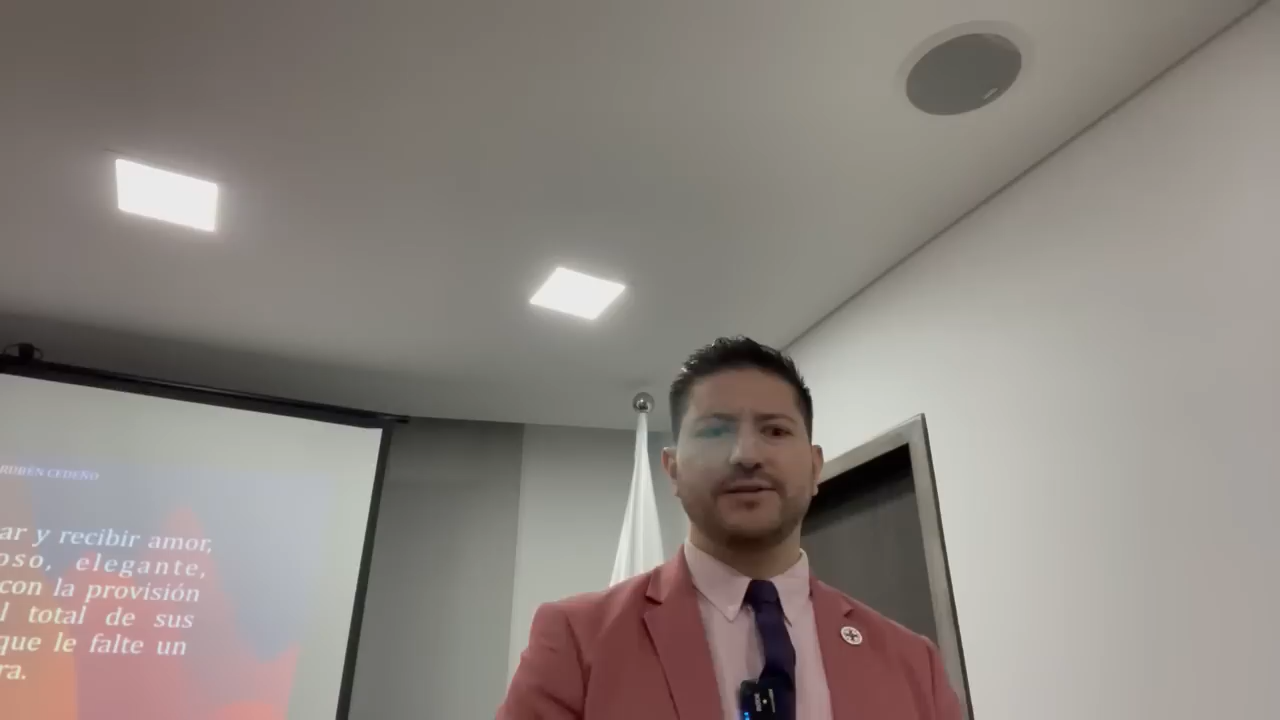 RUBÉN CEDEÑO
ar y recibir amor,
oso, elegante,
con la provisión
l total de sus
que le falte un
ra.